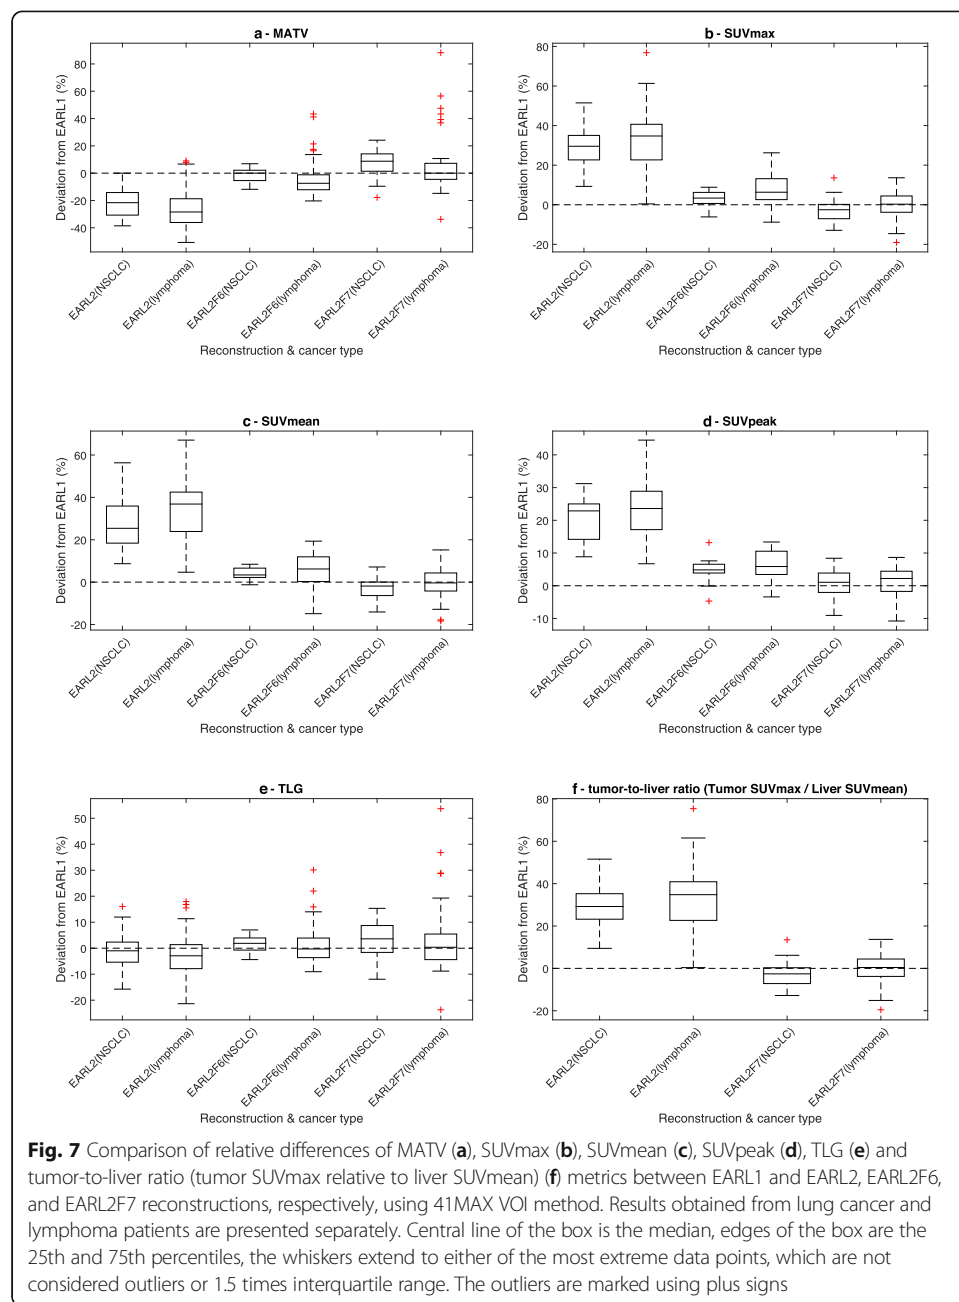 a - MATV
Deviation from EARL1 (%)
80
60
40
20
0
-20
-40
EARL2(NSCLC)
EARL2(lymphoma)
EARL2F6(NSCLC)
EARL2F6(lymphoma)
EARL2F7(NSCLC)
EARL2F7(lymphoma)
Reconstruction & cancer type
b - SUVmax
Deviation from EARL1 (%)
80
60
40
20
0
-20
EARL2(NSCLC)
EARL2(lymphoma)
EARL2F6(NSCLC)
EARL2F6(lymphoma)
EARL2F7(NSCLC)
EARL2F7(lymphoma)
Reconstruction & cancer type
c - SUVmean
Deviation from EARL1 (%)
60
40
20
0
-20
EARL2(NSCLC)
EARL2(lymphoma)
EARL2F6(NSCLC)
EARL2F6(lymphoma)
EARL2F7(NSCLC)
EARL2F7(lymphoma)
Reconstruction & cancer type
d - SUVpeak
Deviation from EARL1 (%)
40
30
20
10
0
-10
EARL2(NSCLC)
EARL2(lymphoma)
EARL2F6(NSCLC)
EARL2F6(lymphoma)
EARL2F7(NSCLC)
EARL2F7(lymphoma)
Reconstruction & cancer type
e - TLG
Deviation from EARL1 (%)
50
40
30
20
10
0
-10
-20
EARL2(NSCLC)
EARL2(lymphoma)
EARL2F6(NSCLC)
EARL2F6(lymphoma)
EARL2F7(NSCLC)
EARL2F7(lymphoma)
Reconstruction & cancer type
f - tumor-to-liver ratio (Tumor SUVmax / Liver SUVmean)
Deviation from EARL1 (%)
80
60
40
20
0
-20
EARL2(NSCLC)
EARL2(lymphoma)
EARL2F7(NSCLC)
EARL2F7(lymphoma)
Reconstruction & cancer type
Fig. 7 Comparison of relative differences of MATV (a), SUVmax (b), SUVmean (c), SUVpeak (d), TLG (e) and
tumor-to-liver ratio (tumor SUVmax relative to liver SUVmean) (f) metrics between EARL1 and EARL2, EARL2F6,
and EARL2F7 reconstructions, respectively, using 41MAX VOI method. Results obtained from lung cancer and
lymphoma patients are presented separately. Central line of the box is the median, edges of the box are the
25th and 75th percentiles, the whiskers extend to either of the most extreme data points, which are not
considered outliers or 1.5 times interquartile range. The outliers are marked using plus signs